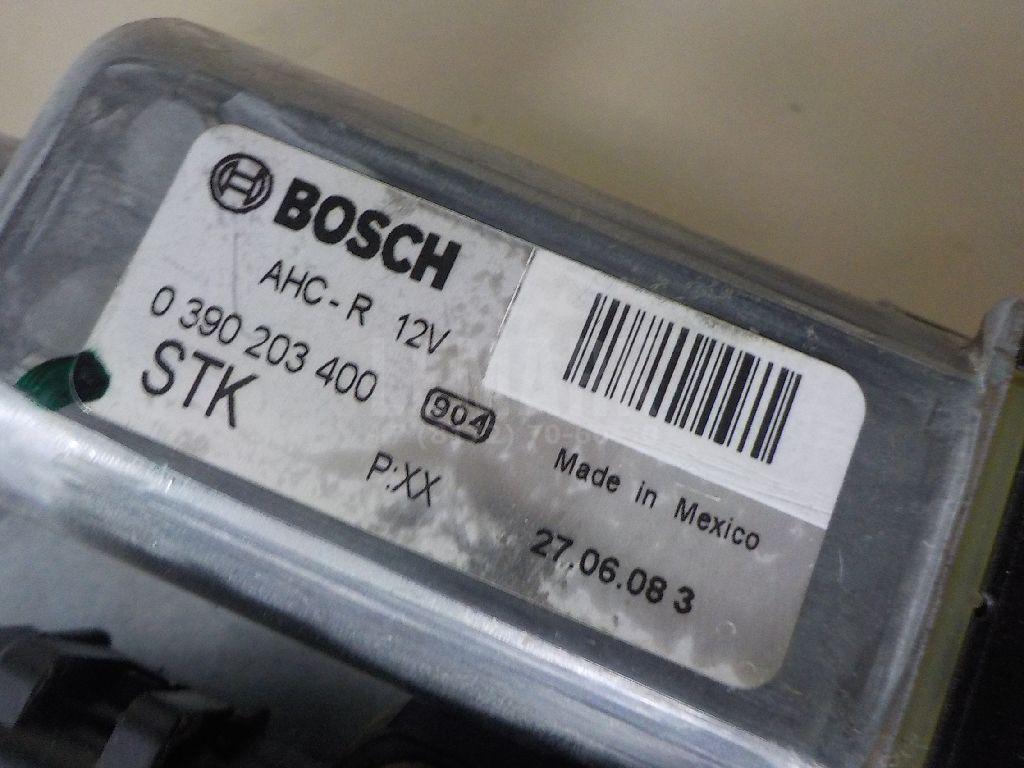 BOSCH
AHC-R 12V
0 390 203 400
STK
904
P:XX
Made in Mexico
27.06.08 3